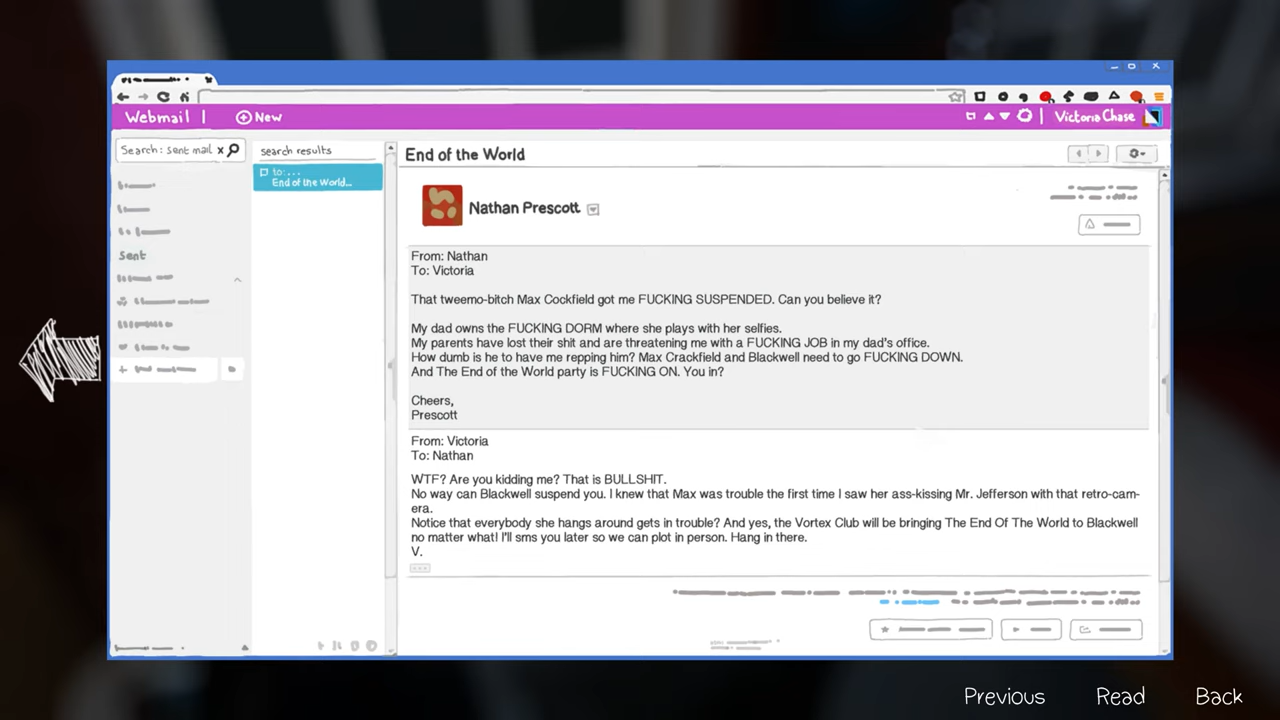 Webmail | New | Victoria Chase
Search: sent mail x
search results
End of the World
to:...
End of the World...
Nathan Prescott
Sent
From: Nathan
To: Victoria
That tweemo-bitch Max Cockfield got me FUCKING SUSPENDED. Can you believe it?
My dad owns the FUCKING DORM where she plays with her selfies.
My parents have lost their shit and are threatening me with a FUCKING JOB in my dad's office.
How dumb is he to have me repping him? Max Crackfield and Blackwell need to go FUCKING DOWN.
And The End of the World party is FUCKING ON. You in?
Cheers,
Prescott
From: Victoria
To: Nathan
WTF? Are you kidding me? That is BULLSHIT.
No way can Blackwell suspend you. I knew that Max was trouble the first time I saw her ass-kissing Mr. Jefferson with that retro-cam-
era.
Notice that everybody she hangs around gets in trouble? And yes, the Vortex Club will be bringing The End Of The World to Blackwell
no matter what! I'll sms you later so we can plot in person. Hang in there.
V.
Previous
Read
Back